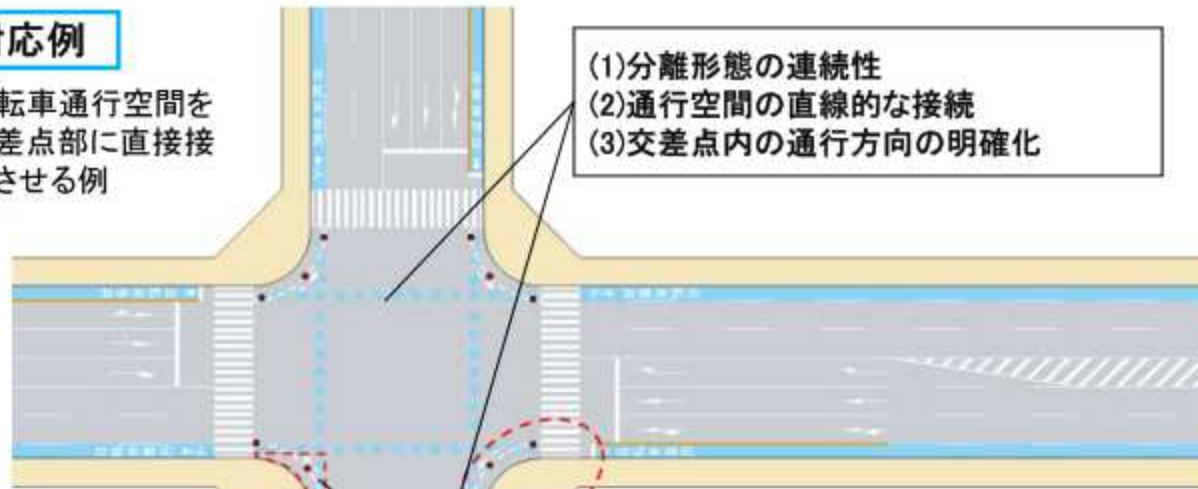 応例
転車通行空間を
差点部に直接接
させる例
(1)分離形態の連続性
(2)通行空間の直線的な接続
(3)交差点内の通行方向の明確化